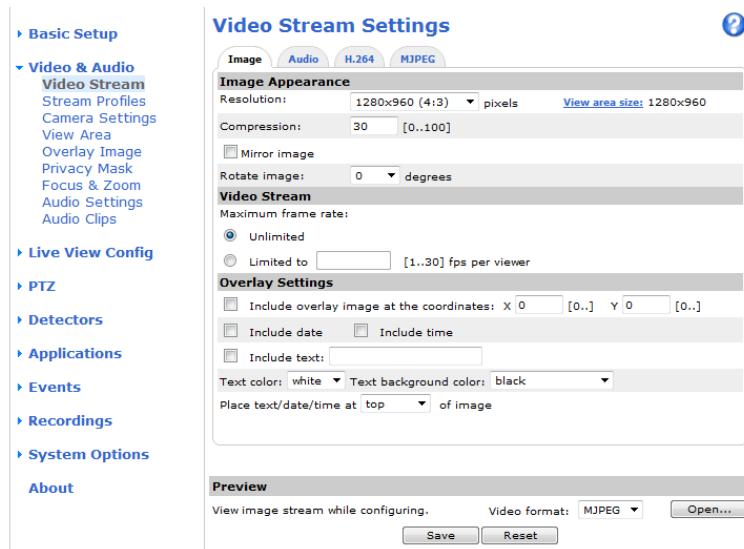 Basic Setup
Video & Audio
Video Stream
Stream Profiles
Camera Settings
View Area
Overlay Image
Privacy Mask
Focus & Zoom
Audio Settings
Audio Clips
Live View Config
PTZ
Detectors
Applications
Events
Recordings
System Options
About
Video Stream Settings ?
Image Audio H.264 MJPEG
Image Appearance
Resolution: 1280x960 (4:3) pixels View area size: 1280x960
Compression: 30 [0..100]
Mirror image
Rotate image: 0 degrees
Video Stream
Maximum frame rate:
Unlimited
Limited to [1..30] fps per viewer
Overlay Settings
Include overlay image at the coordinates: X 0 [0..] Y 0 [0..]
Include date Include time
Include text:
Text color: white Text background color: black
Place text/date/time at top of image
Preview
View image stream while configuring. Video format: MJPEG Open...
Save Reset